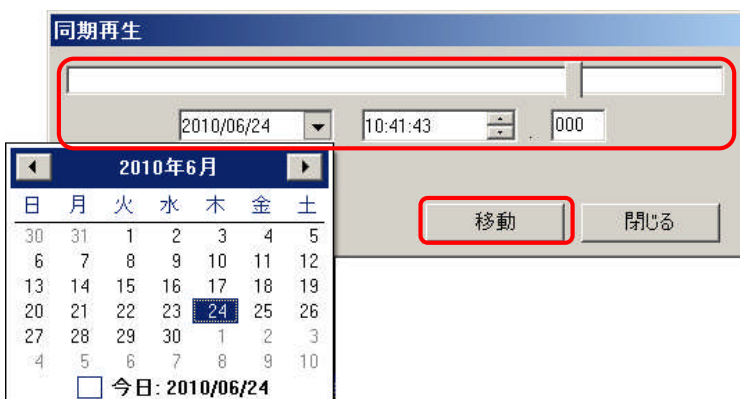 同期再生
2010/06/24 10:41:43 . 000
2010年6月
日 月 火 水 木 金 土
30 31 1 2 3 4 5
6 7 8 9 10 11 12
13 14 15 16 17 18 19
20 21 22 23 24 25 26
27 28 29 30 1 2 3
4 5 6 7 8 9 10
今日: 2010/06/24
移動 閉じる